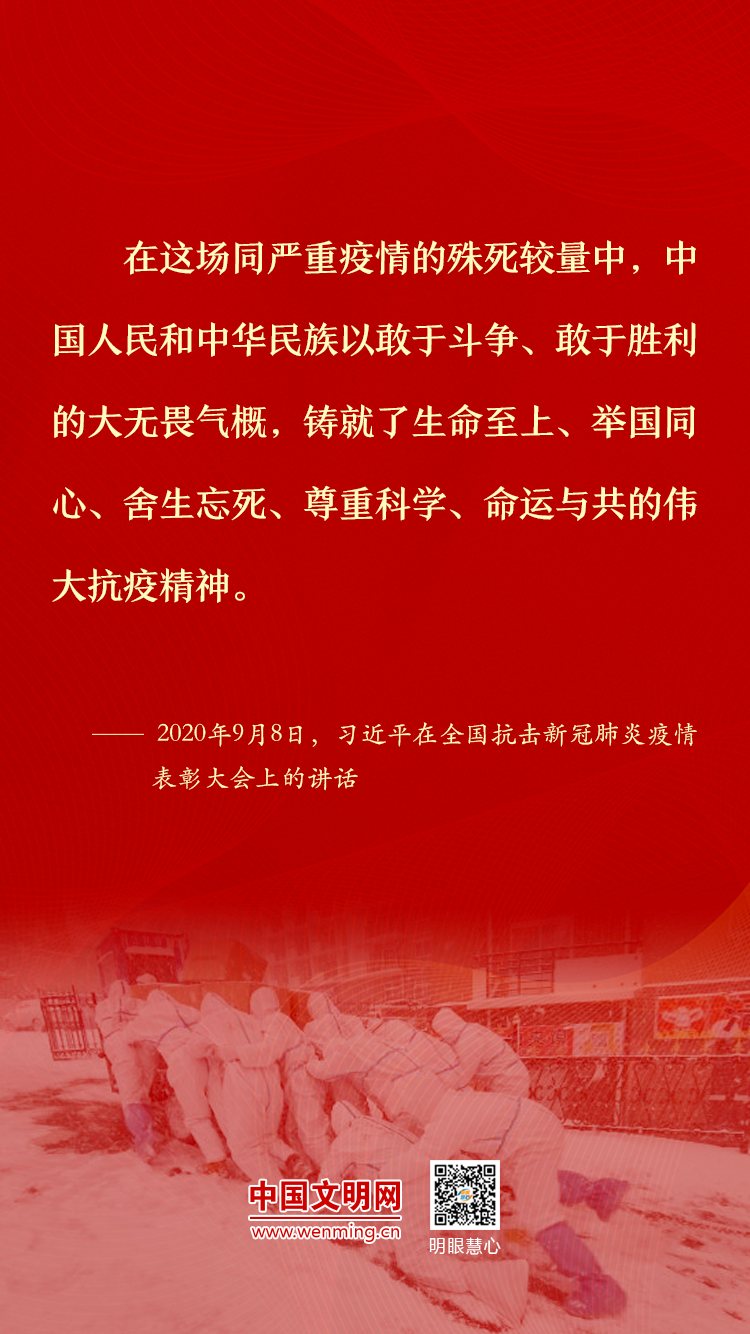 在这场同严重疫情的殊死较量中，中
国人民和中华民族以敢于斗争、敢于胜利
的大无畏气概，铸就了生命至上、举国同
心、舍生忘死、尊重科学、命运与共的伟
大抗疫精神。
—— 2020年9月8日，习近平在全国抗击新冠肺炎疫情
表彰大会上的讲话
中国文明网
www.wenming.cn
明眼慧心